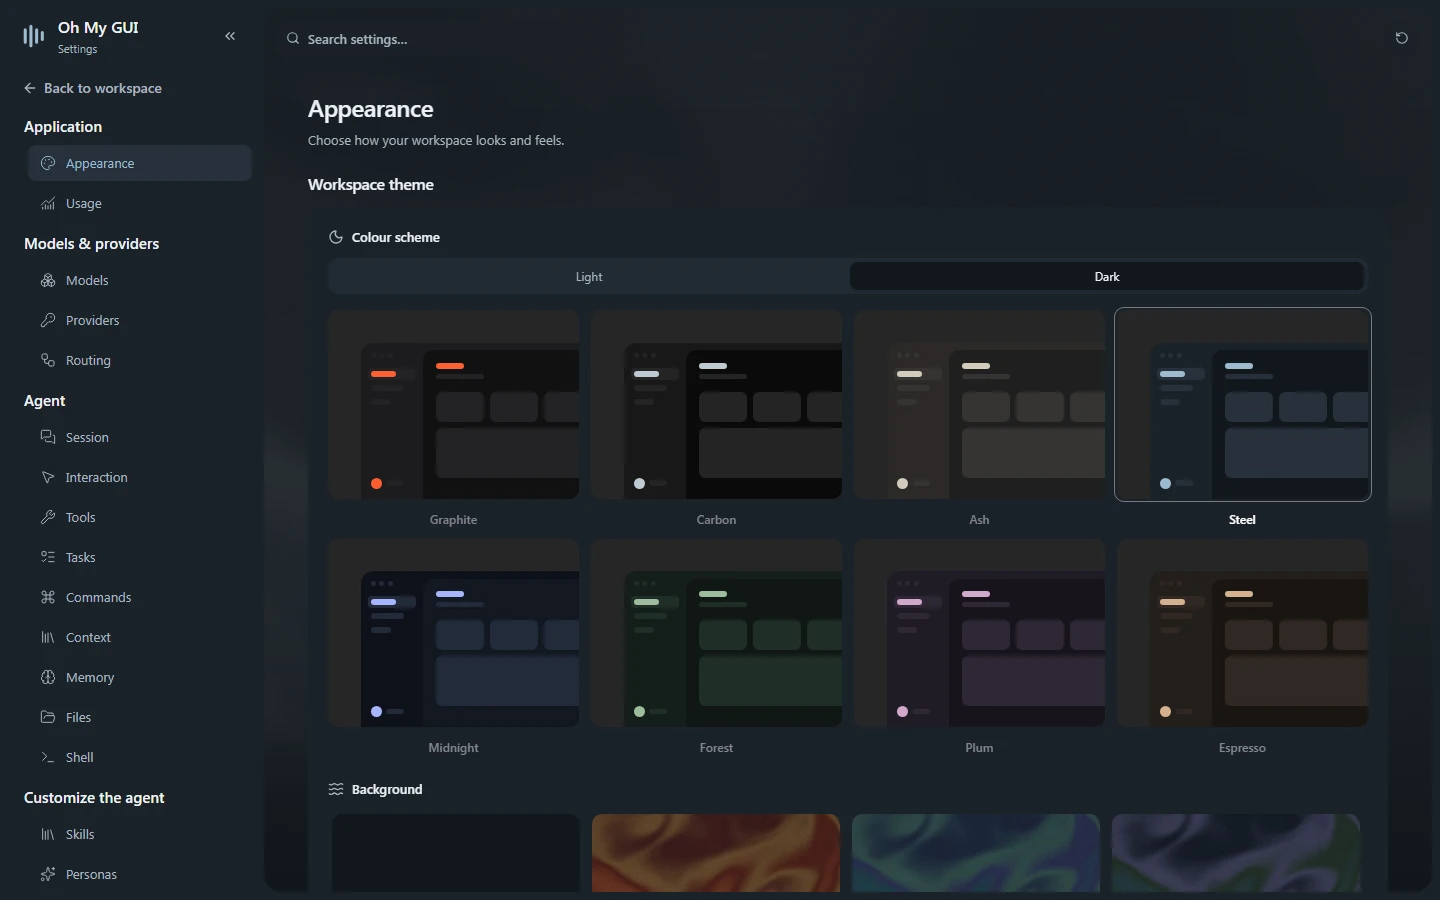 Oh My GUI
Settings
Back to workspace
Application
Appearance
Usage
Models & providers
Models
Providers
Routing
Agent
Session
Interaction
Tools
Tasks
Commands
Context
Memory
Files
Shell
Customize the agent
Skills
Personas
Search settings...
Appearance
Choose how your workspace looks and feels.
Workspace theme
Colour scheme
Light
Dark
Graphite
Carbon
Ash
Steel
Midnight
Forest
Plum
Espresso
Background